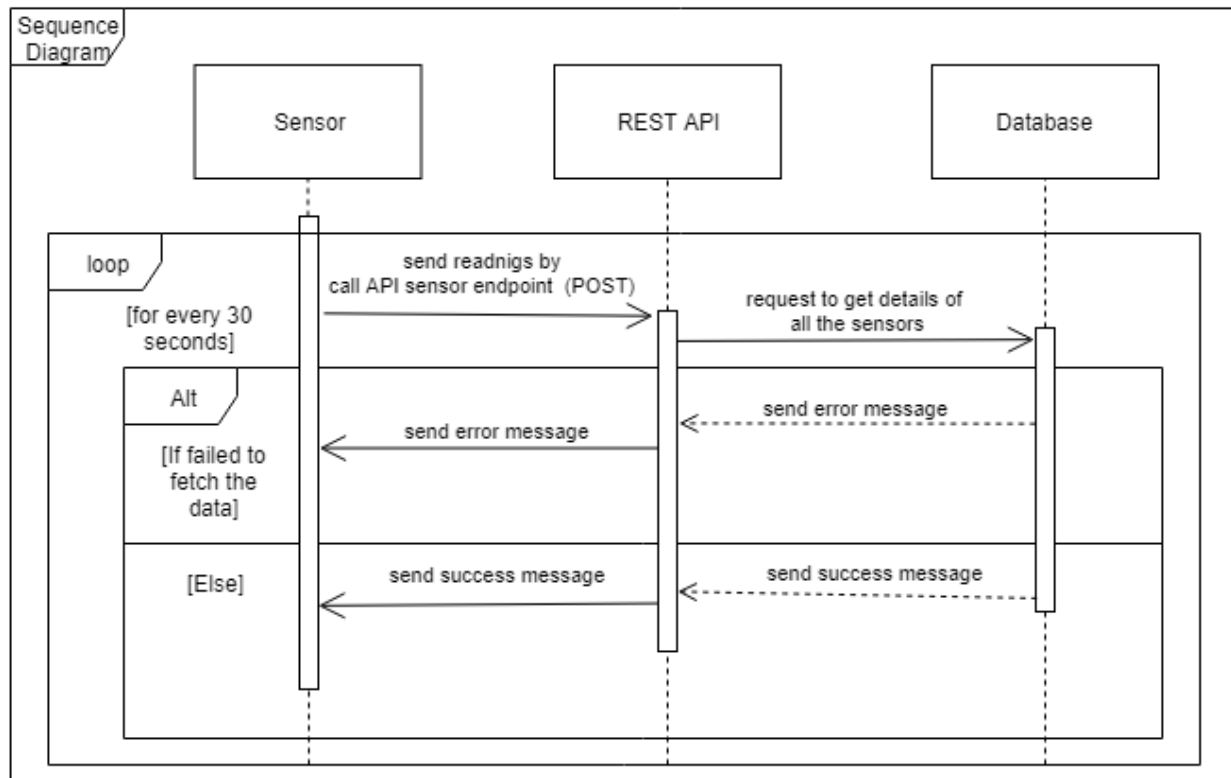 Sequence
Diagram
Sensor
REST API
Database
loop
[for every 30
seconds]
send readnigs by
call API sensor endpoint  (POST)
request to get details of
all the sensors
Alt
[If failed to
fetch the
data]
send error message
send error message
[Else]
send success message
send success message